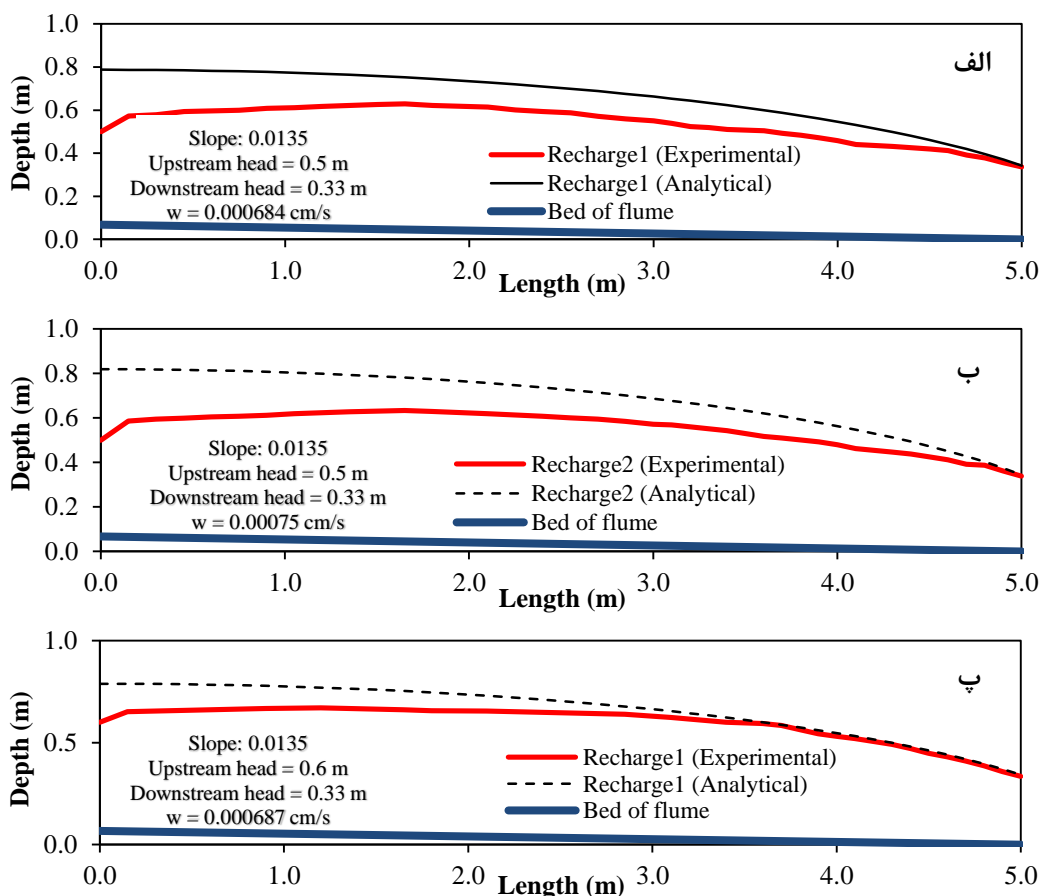 1.0
0.8
0.6
0.4
0.2
0.0
Depth (m)
الف
Slope: 0.0135
Upstream head = 0.5 m
Downstream head = 0.33 m
w = 0.000684 cm/s
Recharge1 (Experimental)
Recharge1 (Analytical)
Bed of flume
0.0 1.0 2.0 3.0 4.0 5.0
Length (m)
1.0
0.8
0.6
0.4
0.2
0.0
Depth (m)
ب
Slope: 0.0135
Upstream head = 0.5 m
Downstream head = 0.33 m
w = 0.00075 cm/s
Recharge2 (Experimental)
Recharge2 (Analytical)
Bed of flume
0.0 1.0 2.0 3.0 4.0 5.0
Length (m)
1.0
0.5
0.0
Depth (m)
پ
Slope: 0.0135
Upstream head = 0.6 m
Downstream head = 0.33 m
w = 0.000687 cm/s
Recharge1 (Experimental)
Recharge1 (Analytical)
Bed of flume
0.0 1.0 2.0 3.0 4.0 5.0
Length (m)